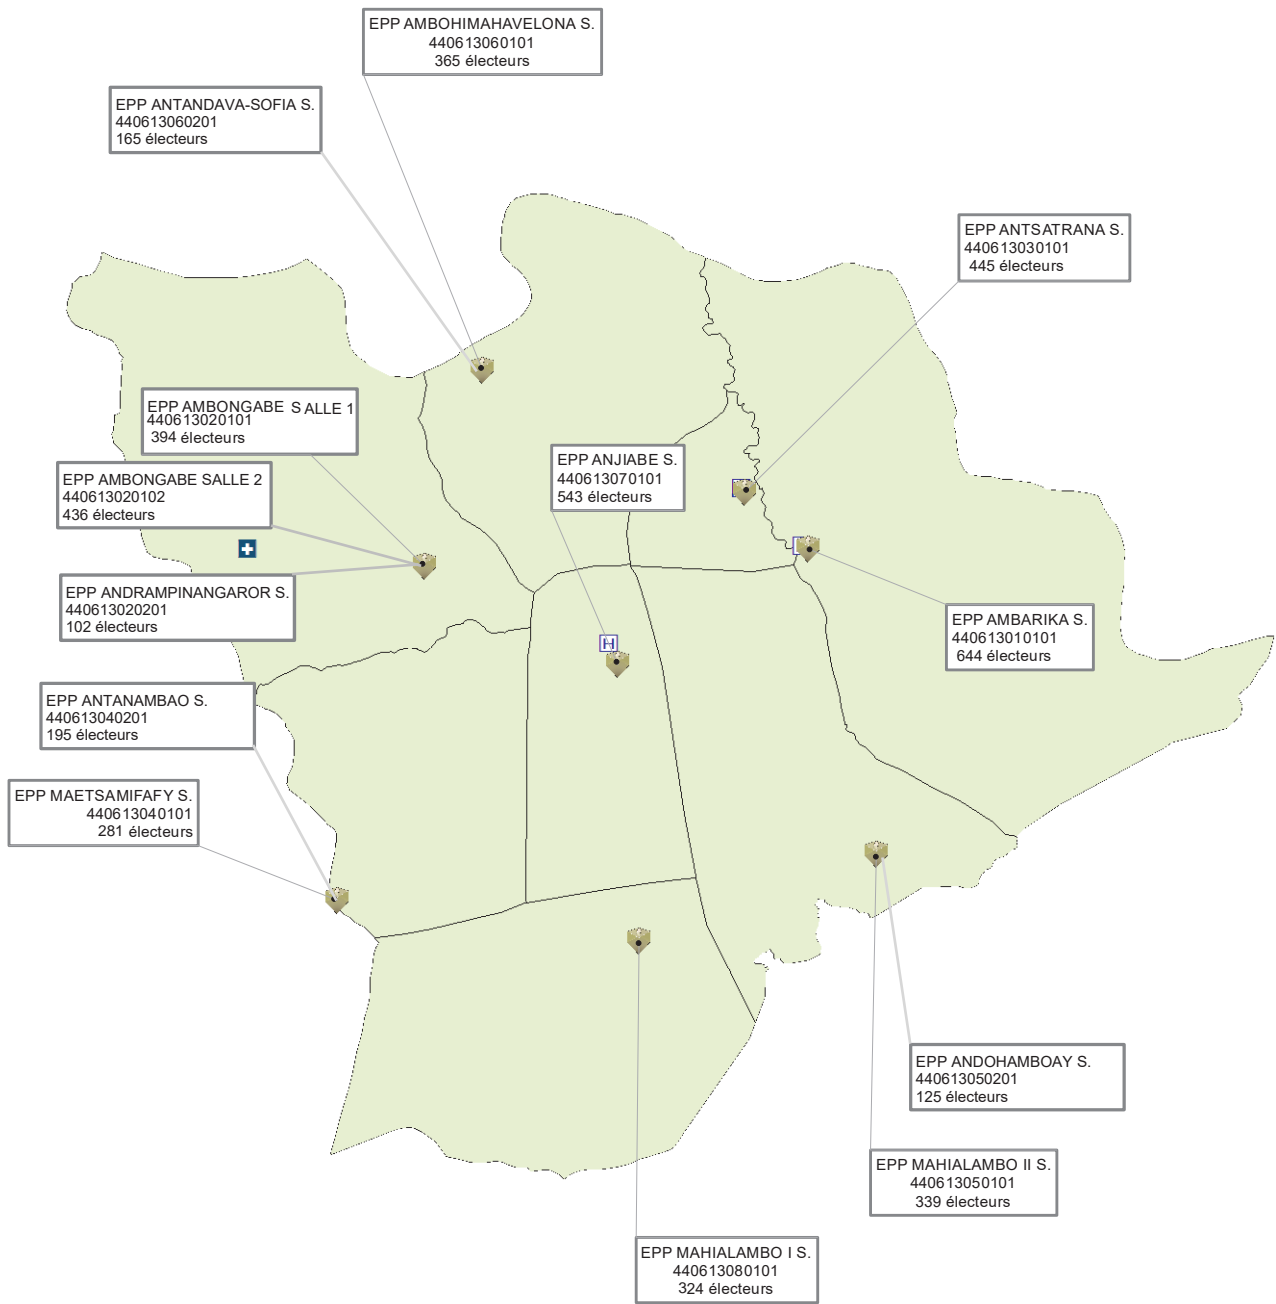 EPP AMBOHIMAHAVELONA S.
440613060101
365 électeurs
EPP ANTANDAVA-SOFIA S.
440613060201
165 électeurs
EPP ANTSATRANA S.
440613030101
445 électeurs
EPP AMBONGABE S ALLE 1
440613020101
394 électeurs
EPP ANJIABE S.
440613070101
543 électeurs
EPP AMBONGABE SALLE 2
440613020102
436 électeurs
EPP ANDRAMPINANGAROR S.
440613020201
102 électeurs
EPP AMBARIKA S.
440613010101
644 électeurs
H
EPP ANTANAMBAO S.
440613040201
195 électeurs
EPP MAETSAMIFAFY S.
440613040101
281 électeurs
EPP ANDOHAMBOAY S.
440613050201
125 électeurs
EPP MAHIALAMBO II S.
440613050101
339 électeurs
EPP MAHIALAMBO I S.
440613080101
324 électeurs